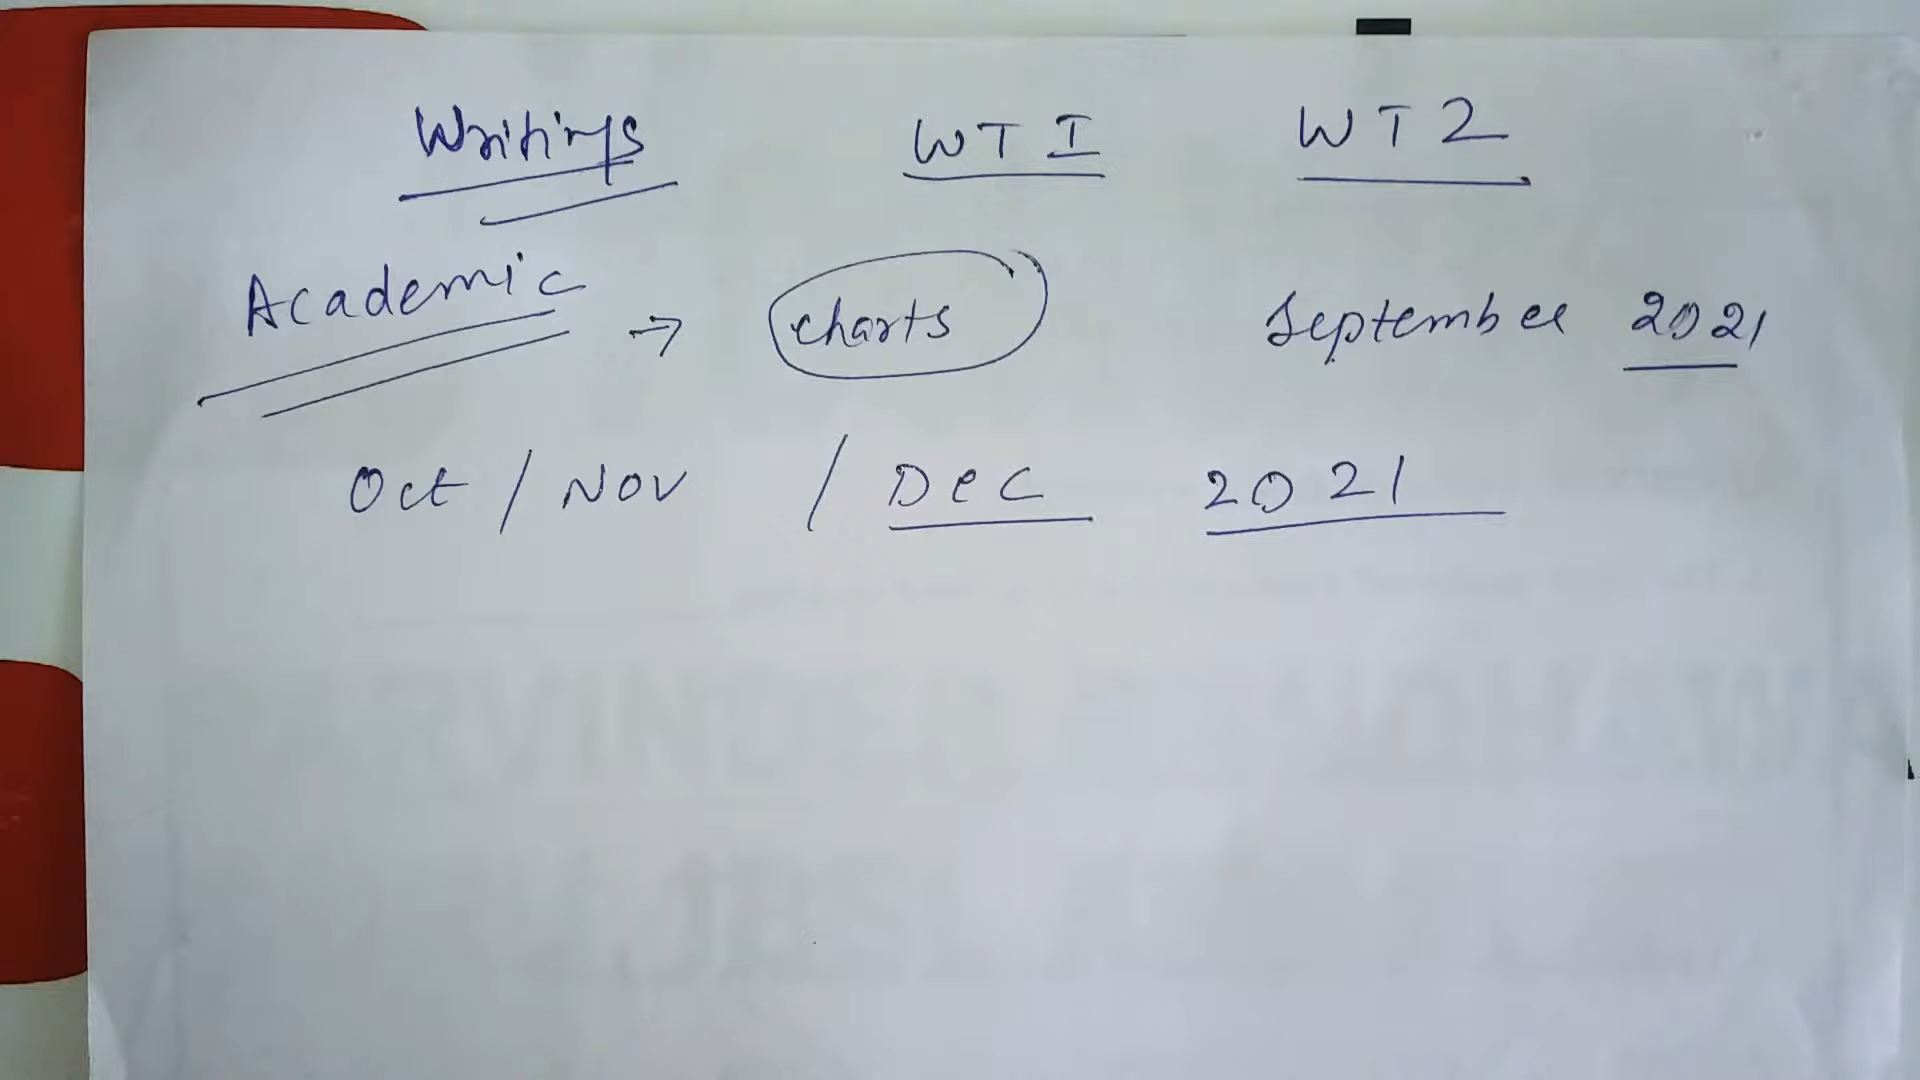 Writings WT I WT 2
Academic → charts September 2021
Oct / Nov / Dec 2021